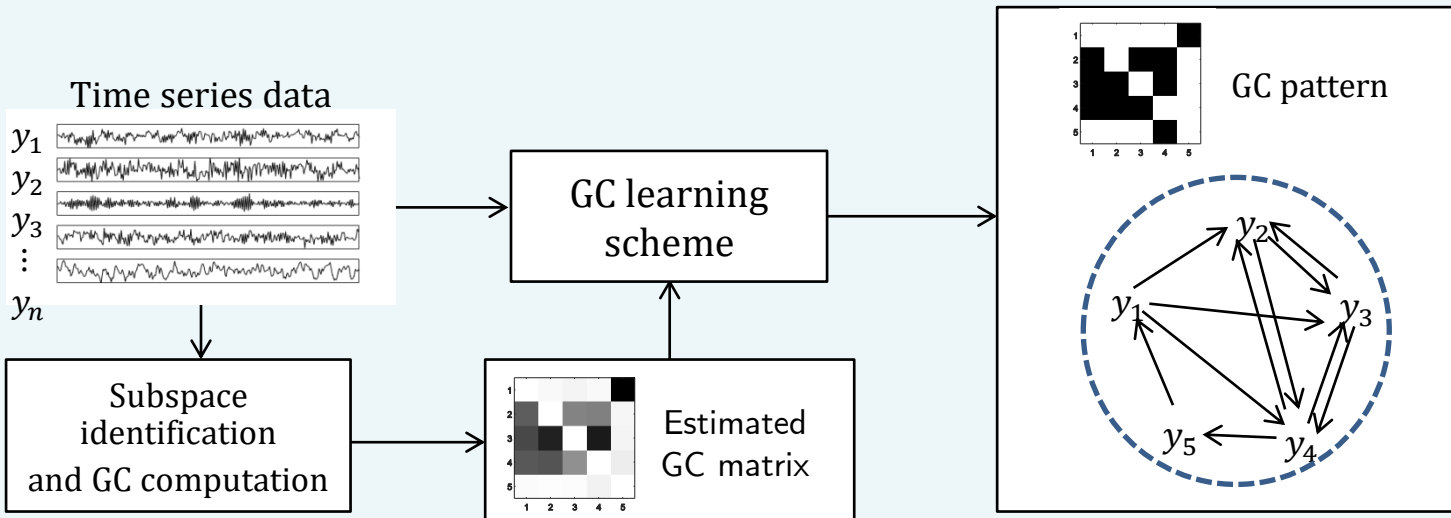 Time series data
y₁
y₂
y₃
⋮
yₙ
GC learning
scheme
Subspace
identification
and GC computation
1
2
3
4
5
1 2 3 4 5
Estimated
GC matrix
1
2
3
4
5
1 2 3 4 5
GC pattern
y₂
y₁
y₃
y₅
y₄